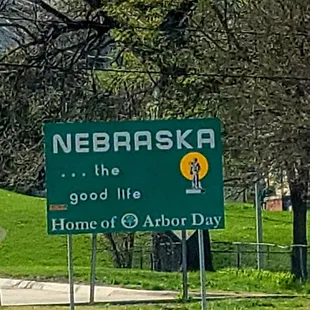 NEBRASKA
... the
good life
Home of Arbor Day